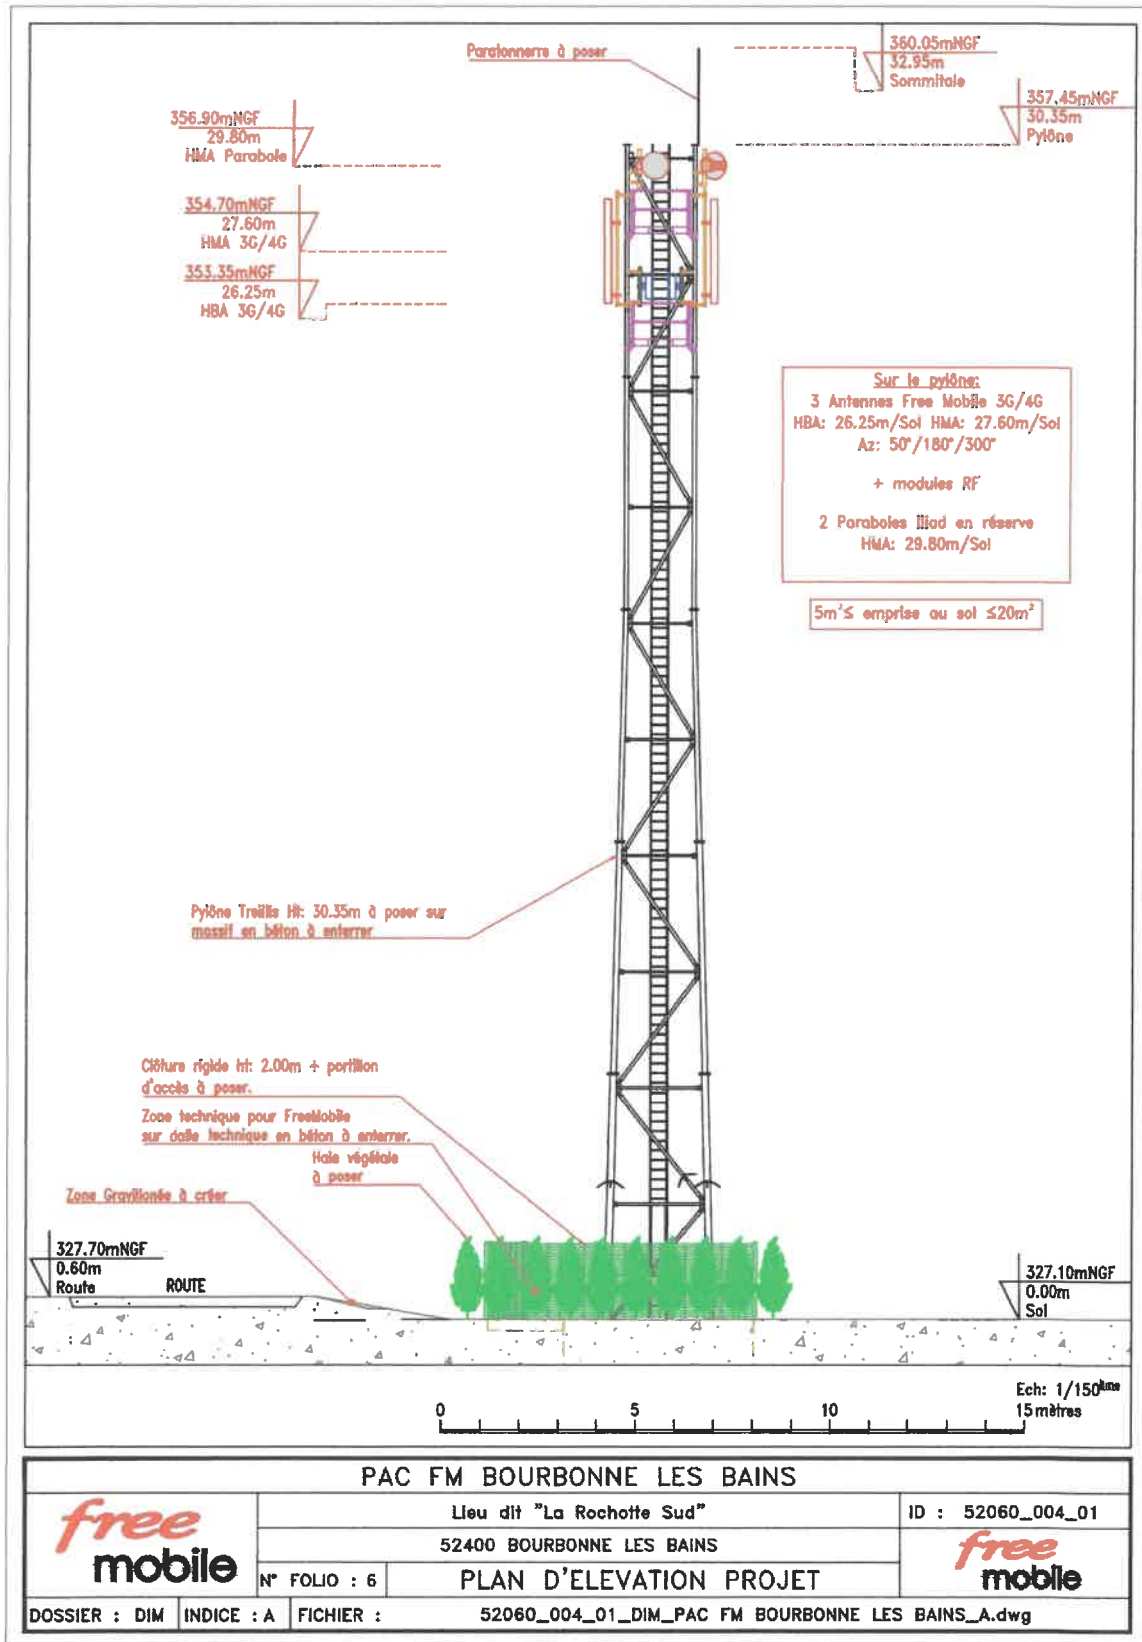 Paratonnerre à poser
360.05mNGF
32.95m
Sommitale
357.45mNGF
30.35m
Pylône
356.90mNGF
29.80m
HMA Parabole
354.70mNGF
27.60m
HMA 3G/4G
353.35mNGF
26.25m
HBA 3G/4G
Sur le pylône:
3 Antennes Free Mobile 3G/4G
HBA: 26.25m/Sol HMA: 27.60m/Sol
Az: 50°/180°/300°
+ modules RF
2 Paraboles Iliad en réserve
HMA: 29.80m/Sol
5m²≤ emprise au sol ≤20m²
Pylône Treillis Ht: 30.35m à poser sur
massif en béton à enterrer
Clôture rigide ht: 2.00m + portillon
d'accès à poser.
Zone technique pour FreeMobile
sur dalle technique en béton à enterrer.
Haie végétale
à poser
Zone Gravillonée à créer
327.70mNGF
0.60m
Route
ROUTE
327.10mNGF
0.00m
Sol
Ech: 1/150ième
0 5 10 15 mètres
PAC FM BOURBONNE LES BAINS
free
mobile
Lieu dit "La Rochotte Sud"
ID : 52060_004_01
52400 BOURBONNE LES BAINS
free
mobile
N° FOLIO : 6
PLAN D'ELEVATION PROJET
DOSSIER : DIM
INDICE : A
FICHIER :
52060_004_01_DIM_PAC FM BOURBONNE LES BAINS_A.dwg